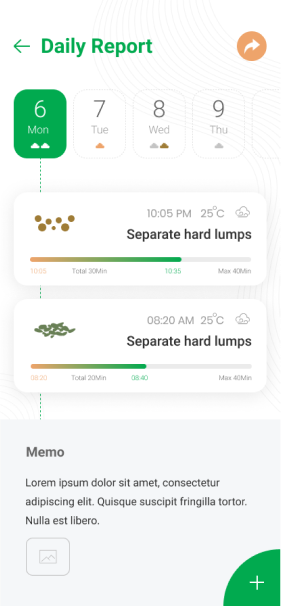 Daily Report
6 7 8 9
Mon Tue Wed Thu
10:05 PM 25°C
Separate hard lumps
10:05 Total 30Min 10:35 Max 40Min
08:20 AM 25°C
Separate hard lumps
08:20 Total 20Min 08:40 Max 40Min
Memo
Lorem ipsum dolor sit amet, consectetur
adipiscing elit. Quisque suscipit fringilla tortor.
Nulla est libero.